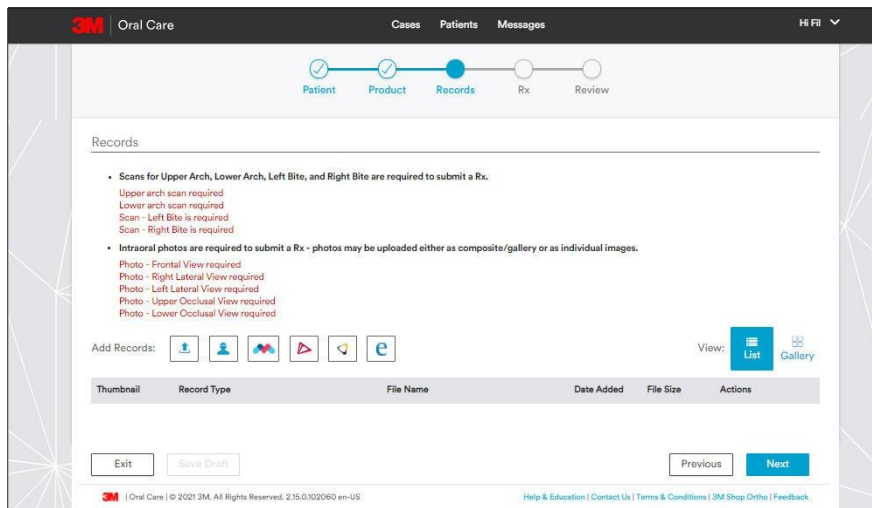 3M | Oral Care
Cases Patients Messages
Hi Fil
Patient Product Records Rx Review
Records
• Scans for Upper Arch, Lower Arch, Left Bite, and Right Bite are required to submit a Rx.
Upper arch scan required
Lower arch scan required
Scan - Left Bite is required
Scan - Right Bite is required
• Intraoral photos are required to submit a Rx - photos may be uploaded either as composite/gallery or as individual images.
Photo - Frontal View required
Photo - Right Lateral View required
Photo - Left Lateral View required
Photo - Upper Occlusal View required
Photo - Lower Occlusal View required
Add Records: e View: List Gallery
Thumbnail Record Type File Name Date Added File Size Actions
Exit Save Draft Previous Next
3M | Oral Care | © 2021 3M. All Rights Reserved. 2.15.0.102060 en-US Help & Education | Contact Us | Terms & Conditions | 3M Shop Ortho | Feedback